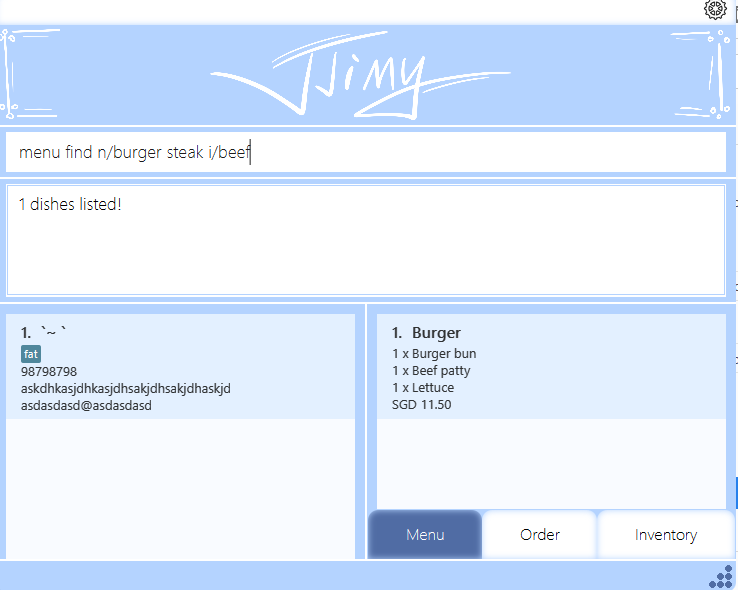 JJIMY
menu find n/burger steak i/beef
1 dishes listed!
1. `~ `
fat
98798798
askdhkasjdhkasjdhsakjdhsakjdhaskjd
asdasdasd@asdasdasd
1. Burger
1 x Burger bun
1 x Beef patty
1 x Lettuce
SGD 11.50
Menu
Order
Inventory